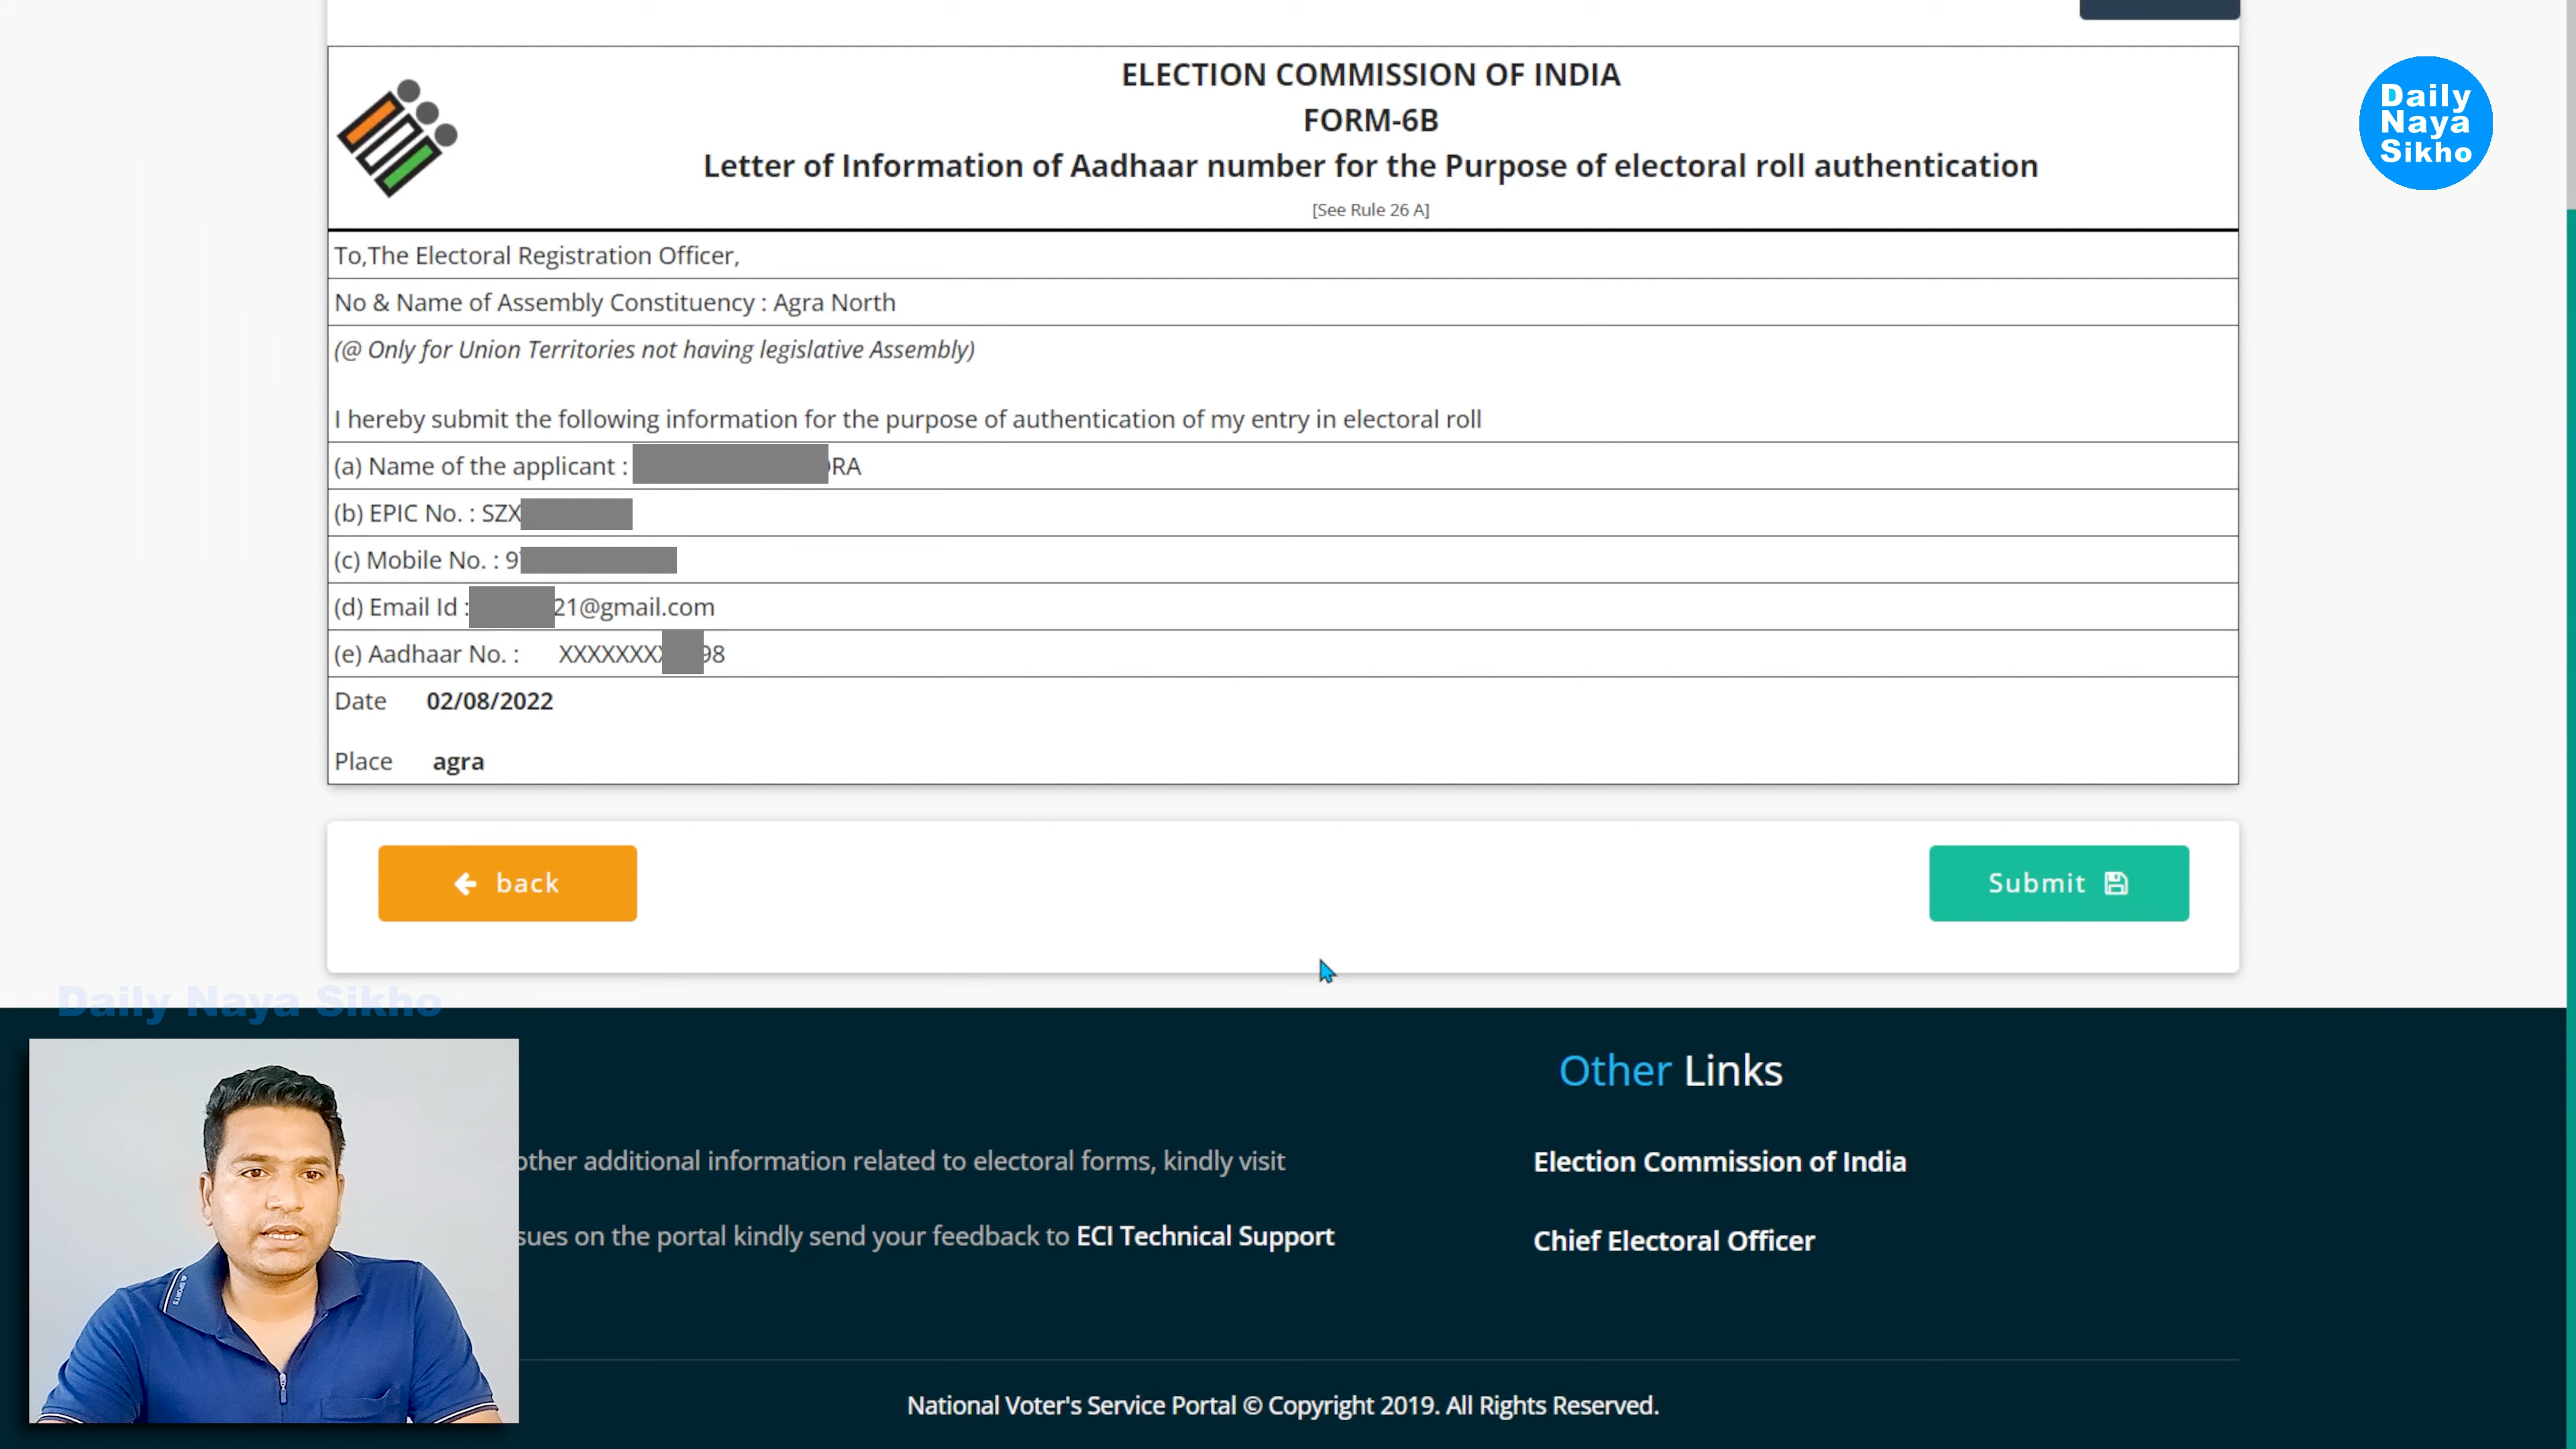 ELECTION COMMISSION OF INDIA
FORM-6B
Letter of Information of Aadhaar number for the Purpose of electoral roll authentication
[See Rule 26 A]
Daily
Naya
Sikho
To,The Electoral Registration Officer,
No & Name of Assembly Constituency : Agra North
(@ Only for Union Territories not having legislative Assembly)
I hereby submit the following information for the purpose of authentication of my entry in electoral roll
(a) Name of the applicant : RA
(b) EPIC No. : SZX
(c) Mobile No. : 9
(d) Email Id : 21@gmail.com
(e) Aadhaar No. : XXXXXXXX 98
Date 02/08/2022
Place agra
back
Submit
Daily Naya Sikho
Other Links
other additional information related to electoral forms, kindly visit
Election Commission of India
sues on the portal kindly send your feedback to ECI Technical Support
Chief Electoral Officer
National Voter's Service Portal © Copyright 2019. All Rights Reserved.